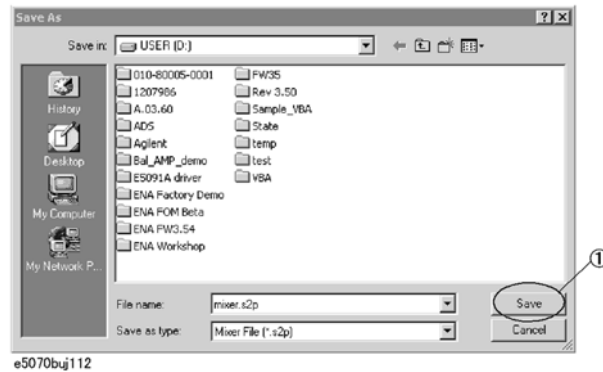 Save As
Save in: USER (D:)
History
Desktop
My Computer
My Network P...
010-80005-0001
1207986
A.03.60
ADS
Agilent
Bal_AMP_demo
E5091A driver
ENA Factory Demo
ENA FOM Beta
ENA FW3.54
ENA Workshop
FW35
Rev 3.50
Sample_VBA
State
temp
test
VBA
①
File name: mixer.s2p Save
Save as type: Mixer File (*.s2p) Cancel
e5070buj112